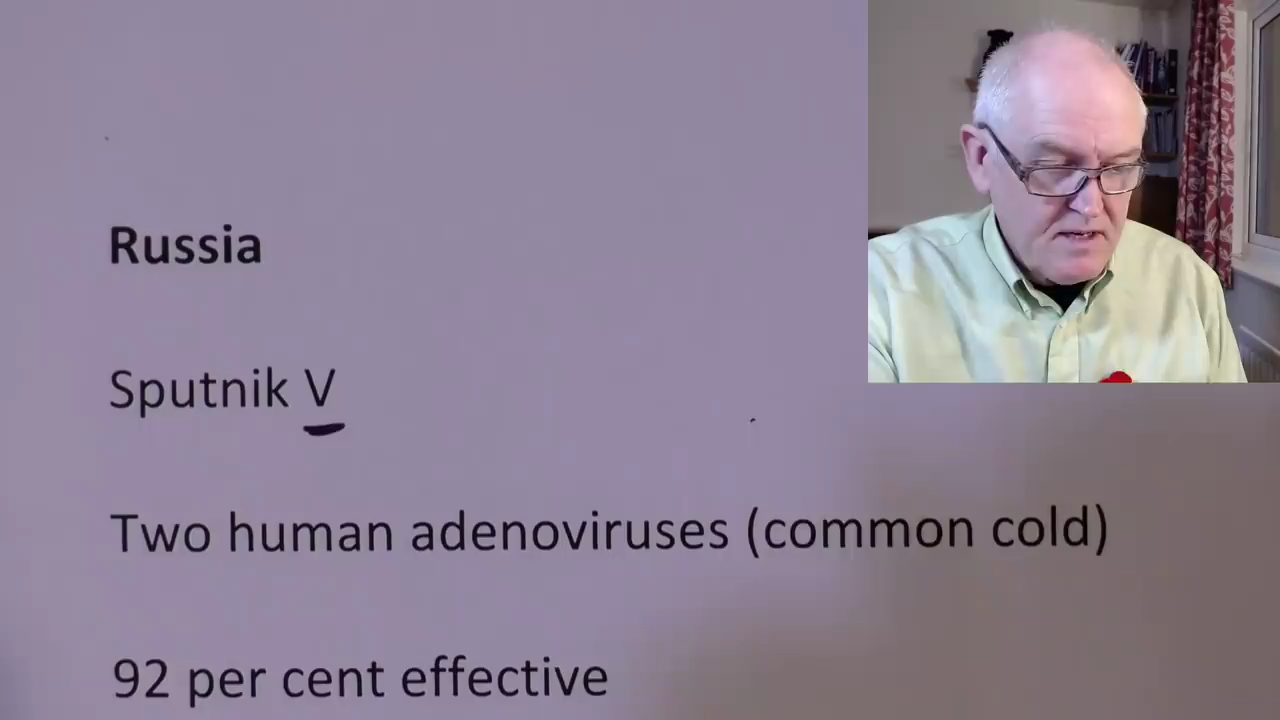 Russia
Sputnik V
Two human adenoviruses (common cold)
92 per cent effective